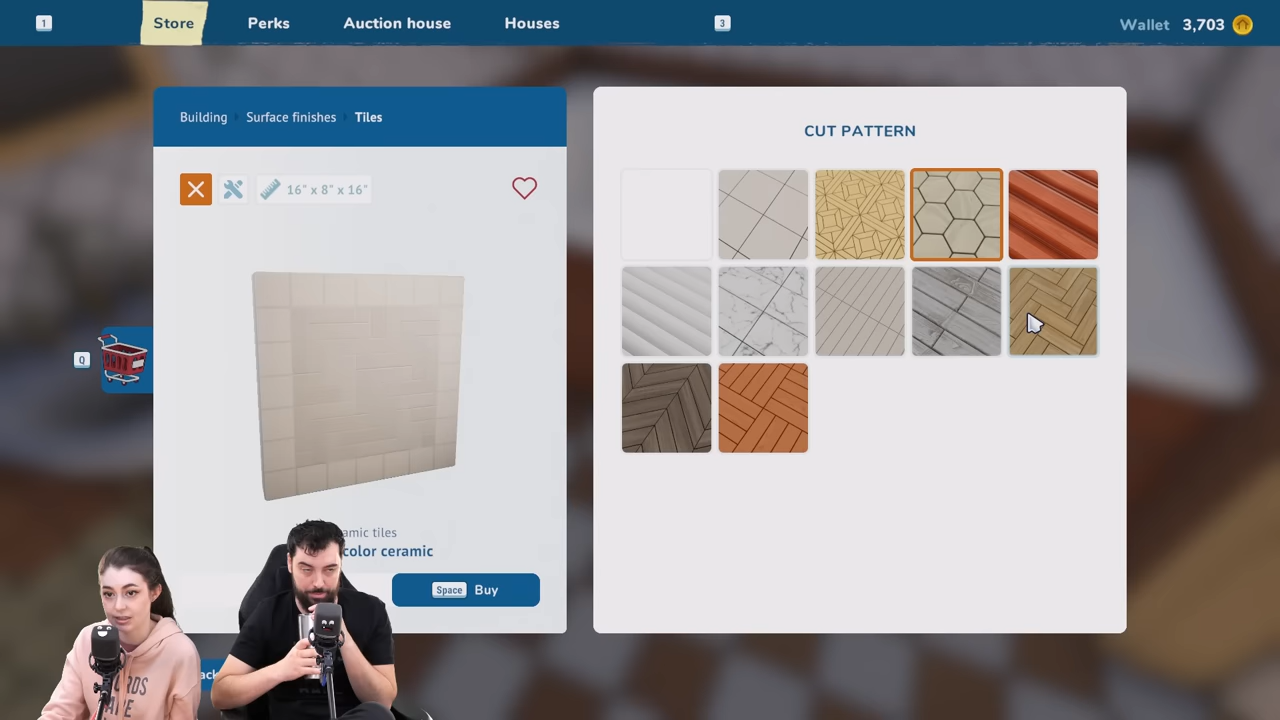 1
Store
Perks
Auction house
Houses
3
Wallet 3,703
Building
Surface finishes
Tiles
16" x 8" x 16"
CUT PATTERN
Q
tiles
color ceramic
Space Buy